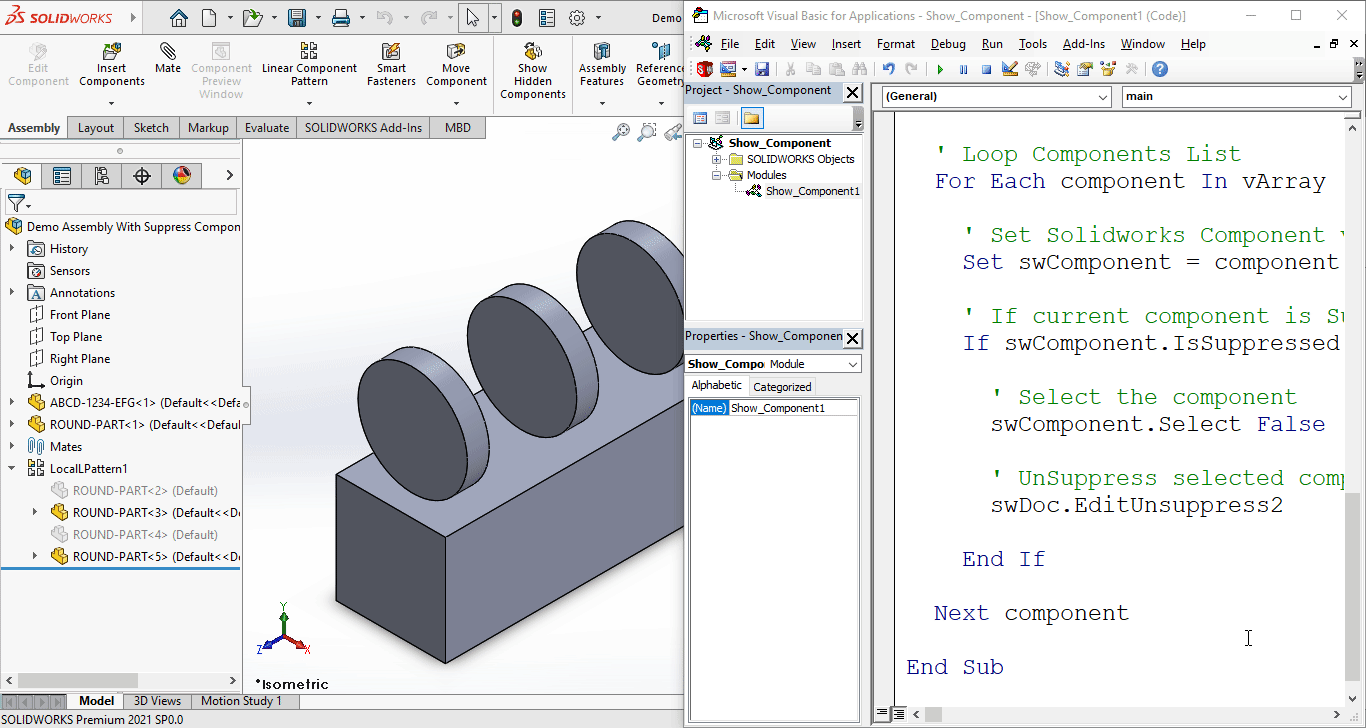 SOLIDWORKS
Demo
Edit Component
Insert Components
Mate
Component Preview Window
Linear Component Pattern
Smart Fasteners
Move Component
Show Hidden Components
Assembly Features
Reference Geometry
Assembly
Layout
Sketch
Markup
Evaluate
SOLIDWORKS Add-Ins
MBD
Demo Assembly With Suppress Compon
History
Sensors
Annotations
Front Plane
Top Plane
Right Plane
Origin
ABCD-1234-EFG<1> (Default<<Defa
ROUND-PART<1> (Default<<Defaul
Mates
LocalLPattern1
ROUND-PART<2> (Default)
ROUND-PART<3> (Default<<De
ROUND-PART<4> (Default)
ROUND-PART<5> (Default<<De
Y
Z
X
*Isometric
Model
3D Views
Motion Study 1
SOLIDWORKS Premium 2021 SP0.0
Microsoft Visual Basic for Applications - Show_Component - [Show_Component1 (Code)]
File Edit View Insert Format Debug Run Tools Add-Ins Window Help
Project - Show_Component
Show_Component
SOLIDWORKS Objects
Modules
Show_Component1
Properties - Show_Componen
Show_Compo Module
Alphabetic Categorized
(Name) Show_Component1
(General)
main
' Loop Components List
For Each component In vArray
' Set Solidworks Component v
Set swComponent = component
' If current component is Su
If swComponent.IsSuppressed
' Select the component
swComponent.Select False
' UnSuppress selected comp
swDoc.EditUnsuppress2
End If
Next component
End Sub